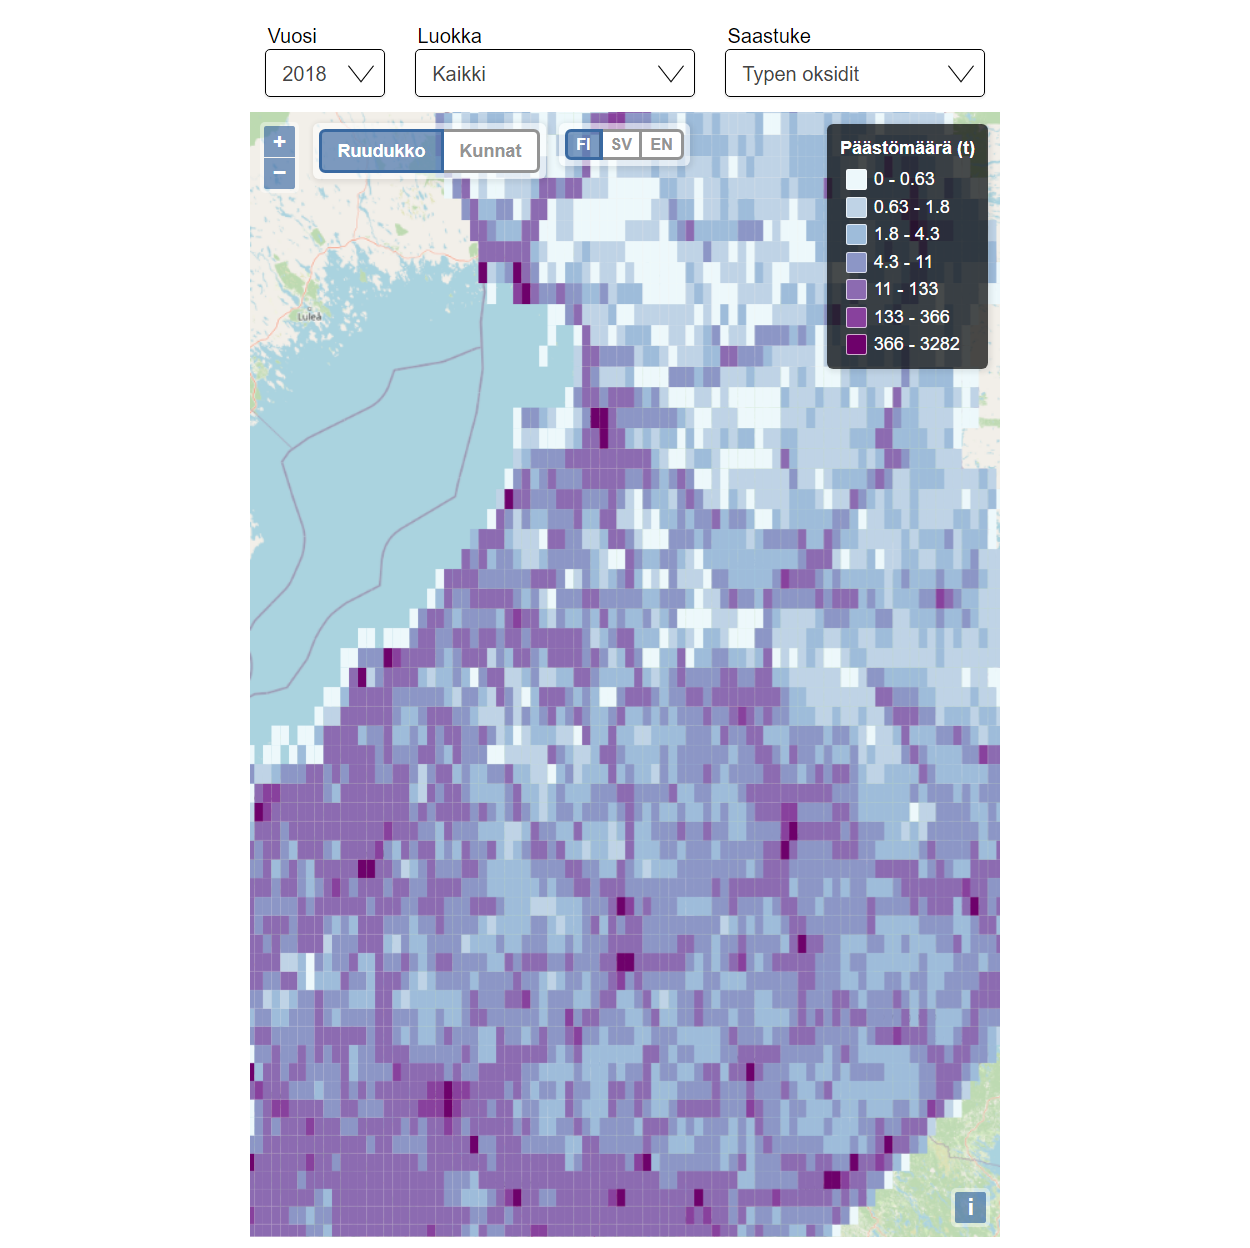 Vuosi
Luokka
Saastuke
2018
Kaikki
Typen oksidit
+
−
Ruudukko
Kunnat
FI
SV
EN
Päästömäärä (t)
0 - 0.63
0.63 - 1.8
1.8 - 4.3
4.3 - 11
11 - 133
133 - 366
366 - 3282
Luleå
i